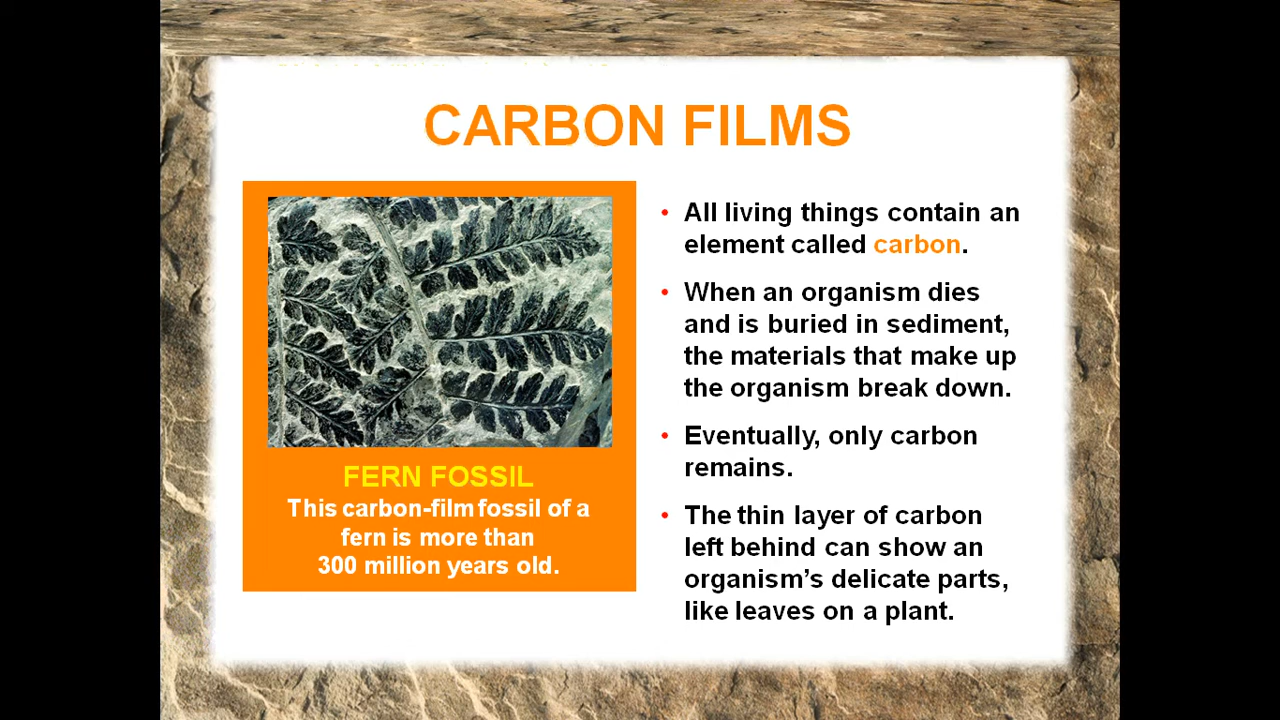 CARBON FILMS
FERN FOSSIL
This carbon-film fossil of a
fern is more than
300 million years old.
• All living things contain an
element called carbon.
• When an organism dies
and is buried in sediment,
the materials that make up
the organism break down.
• Eventually, only carbon
remains.
• The thin layer of carbon
left behind can show an
organism’s delicate parts,
like leaves on a plant.